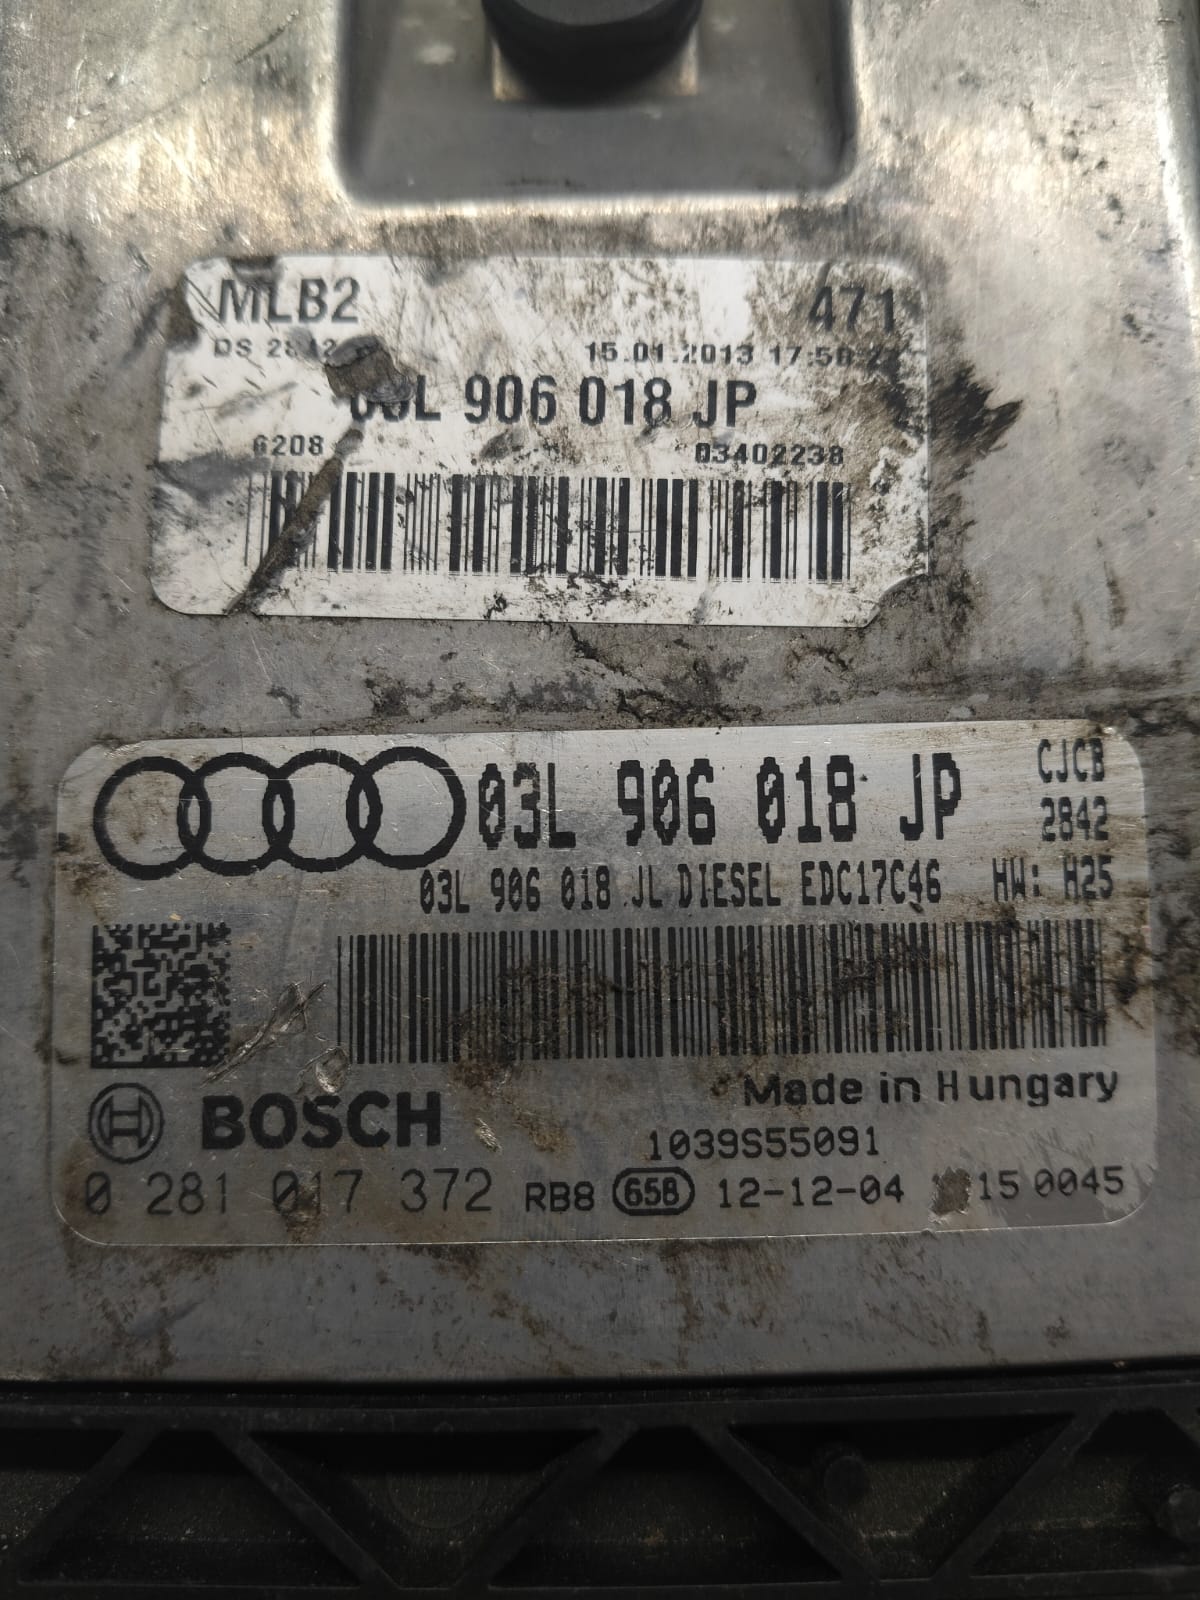 MLB2 471
DS 15.01.2013
906 018 JP
6208 03402238
03L 906 018 JP CJCB
2842
03L 906 018 JL DIESEL EDC17C46 HW: H25
Made in Hungary
BOSCH
1039S55091
0 281 017 372 RB8 658 12-12-04 15 0045